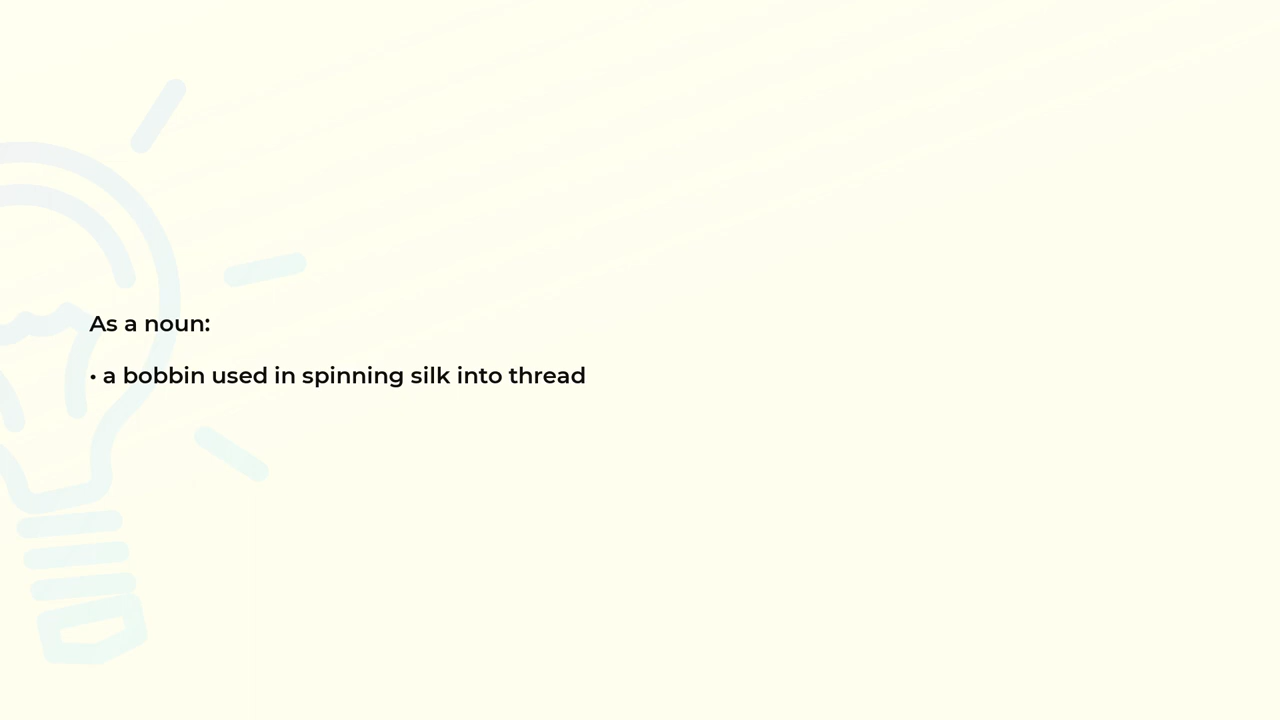 As a noun:
• a bobbin used in spinning silk into thread